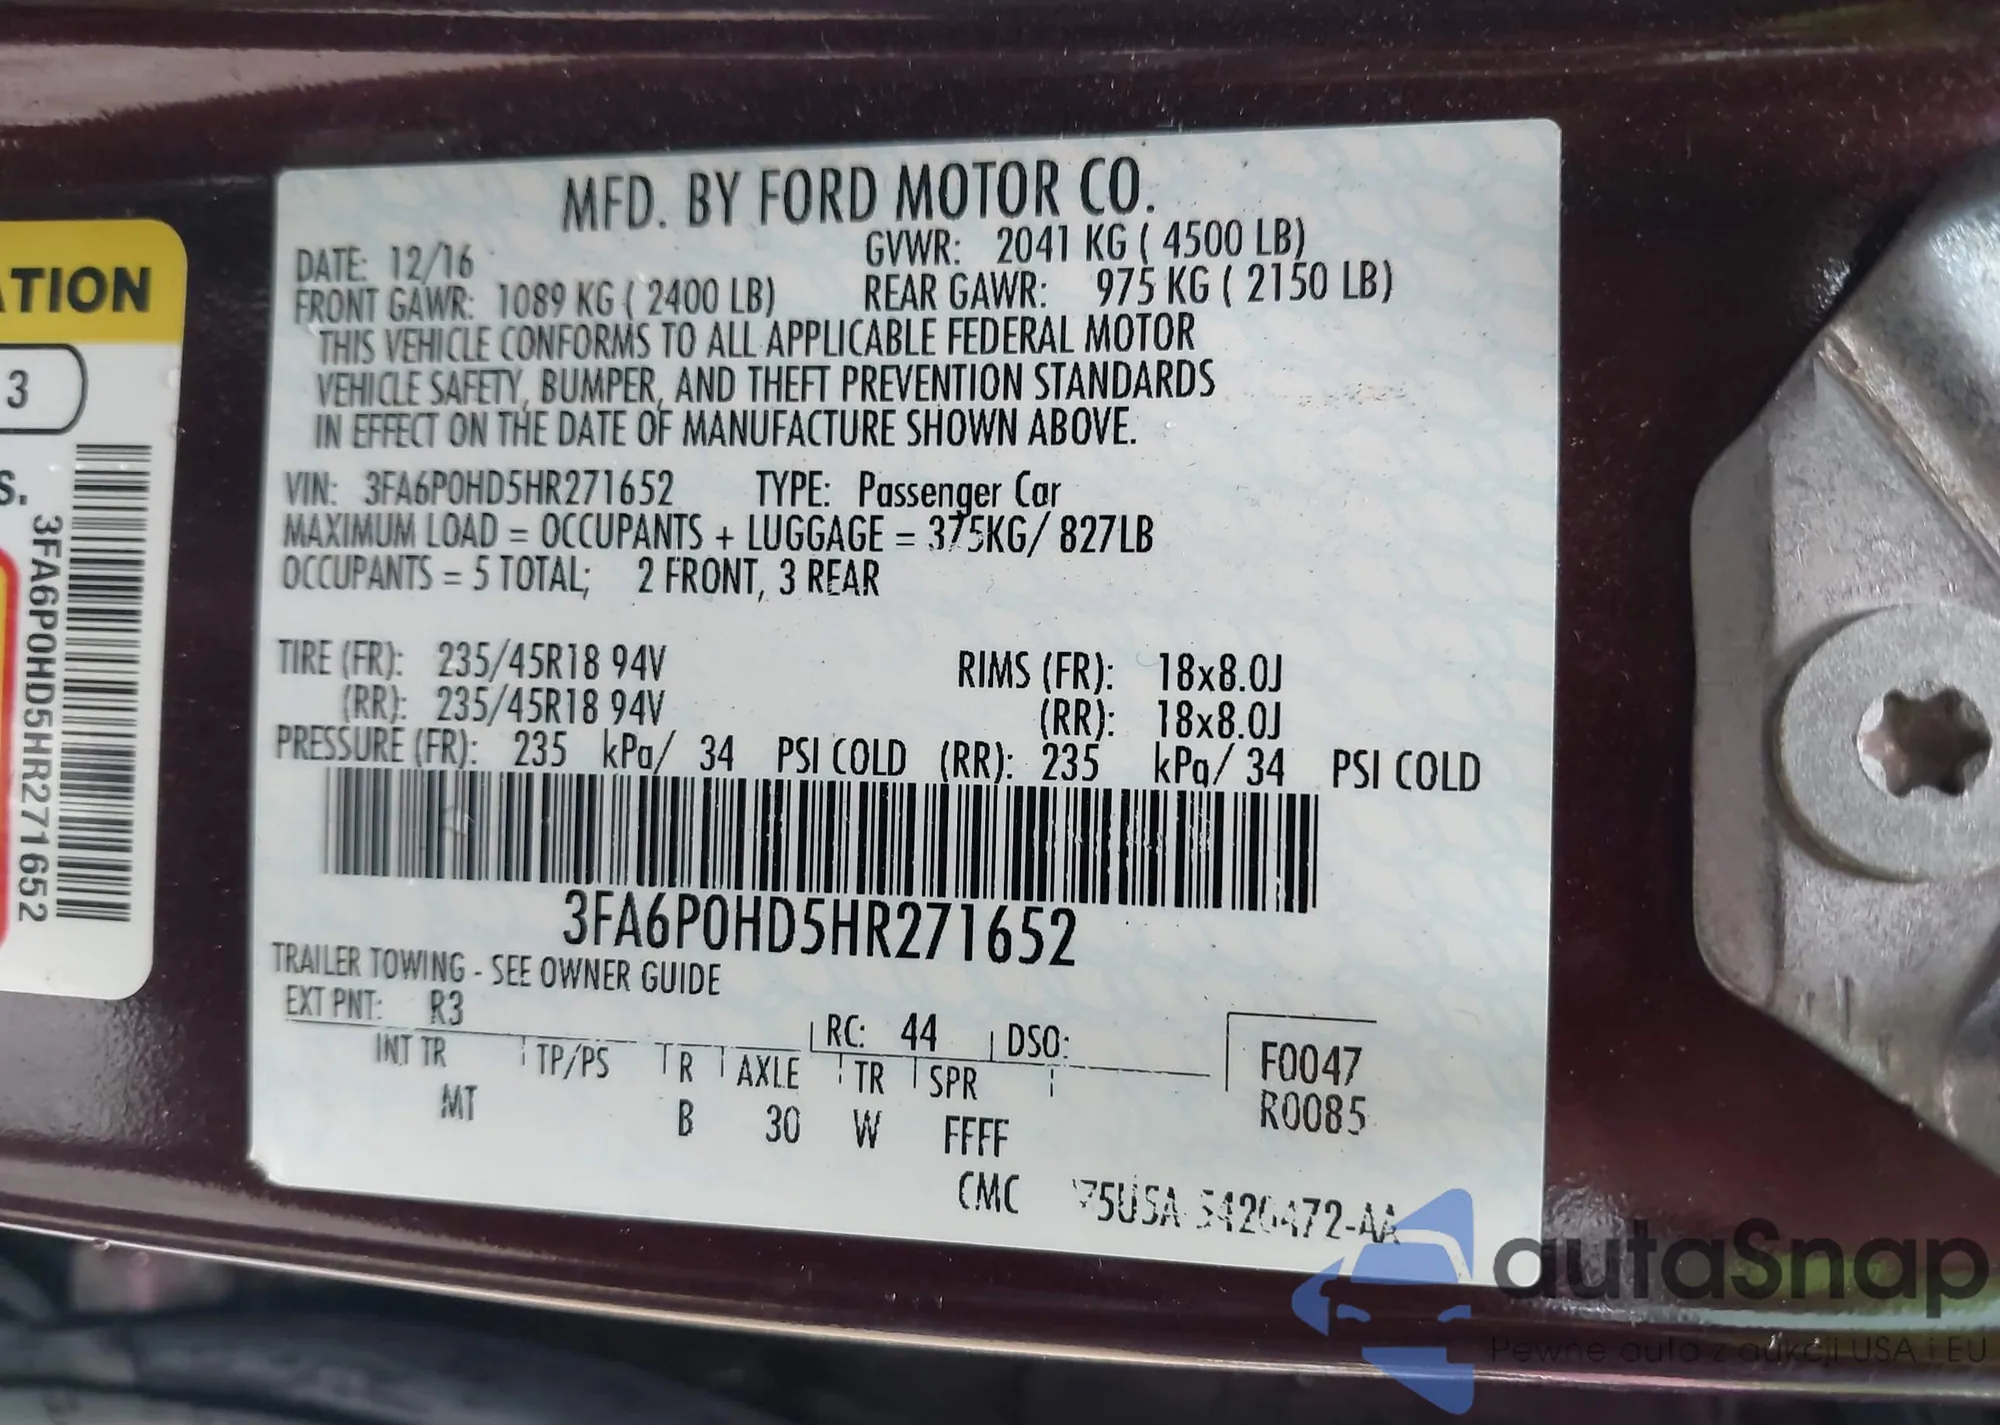 MFD. BY FORD MOTOR CO.
DATE: 12/16 GVWR: 2041 KG ( 4500 LB)
FRONT GAWR: 1089 KG ( 2400 LB) REAR GAWR: 975 KG ( 2150 LB)
THIS VEHICLE CONFORMS TO ALL APPLICABLE FEDERAL MOTOR
VEHICLE SAFETY, BUMPER, AND THEFT PREVENTION STANDARDS
IN EFFECT ON THE DATE OF MANUFACTURE SHOWN ABOVE.
VIN: 3FA6P0HD5HR271652 TYPE: Passenger Car
MAXIMUM LOAD = OCCUPANTS + LUGGAGE = 375KG/ 827LB
OCCUPANTS = 5 TOTAL; 2 FRONT, 3 REAR
TIRE (FR): 235/45R18 94V RIMS (FR): 18x8.0J
(RR): 235/45R18 94V (RR): 18x8.0J
PRESSURE (FR): 235 kPa/ 34 PSI COLD (RR): 235 kPa/ 34 PSI COLD
3FA6P0HD5HR271652
TRAILER TOWING - SEE OWNER GUIDE
EXT PNT: R3 RC: 44 DSO: F0047
INT TR TP/PS R AXLE TR SPR R0085
MT B 30 W FFFF
CMC
ATION
3
S.
3FA6P0HD5HR271652
autaSnap
Pewne auta z aukcji USA i EU